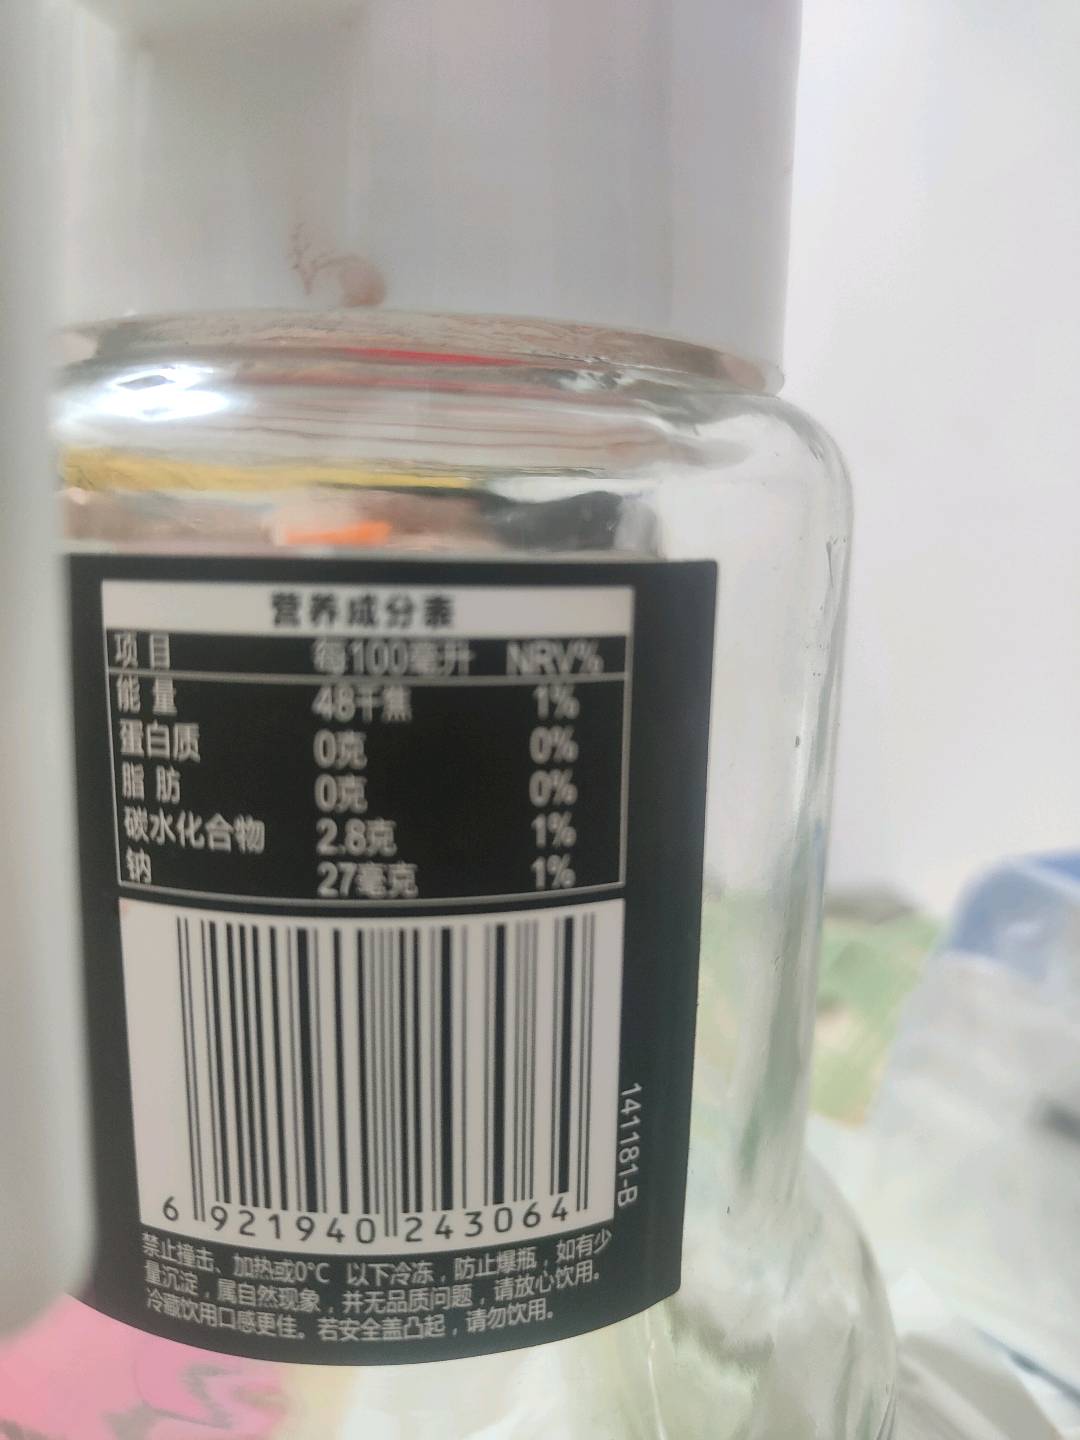 营养成分表
项 目 每100毫升 NRV%
能 量 48千焦 1%
蛋白质 0克 0%
脂 肪 0克 0%
碳水化合物 2.8克 1%
钠 27毫克 1%
6 921940 243064
141181-B
禁止撞击、加热或0°C 以下冷冻，防止爆瓶，如有少
量沉淀，属自然现象，并无品质问题，请放心饮用。
冷藏饮用口感更佳。若安全盖凸起，请勿饮用。